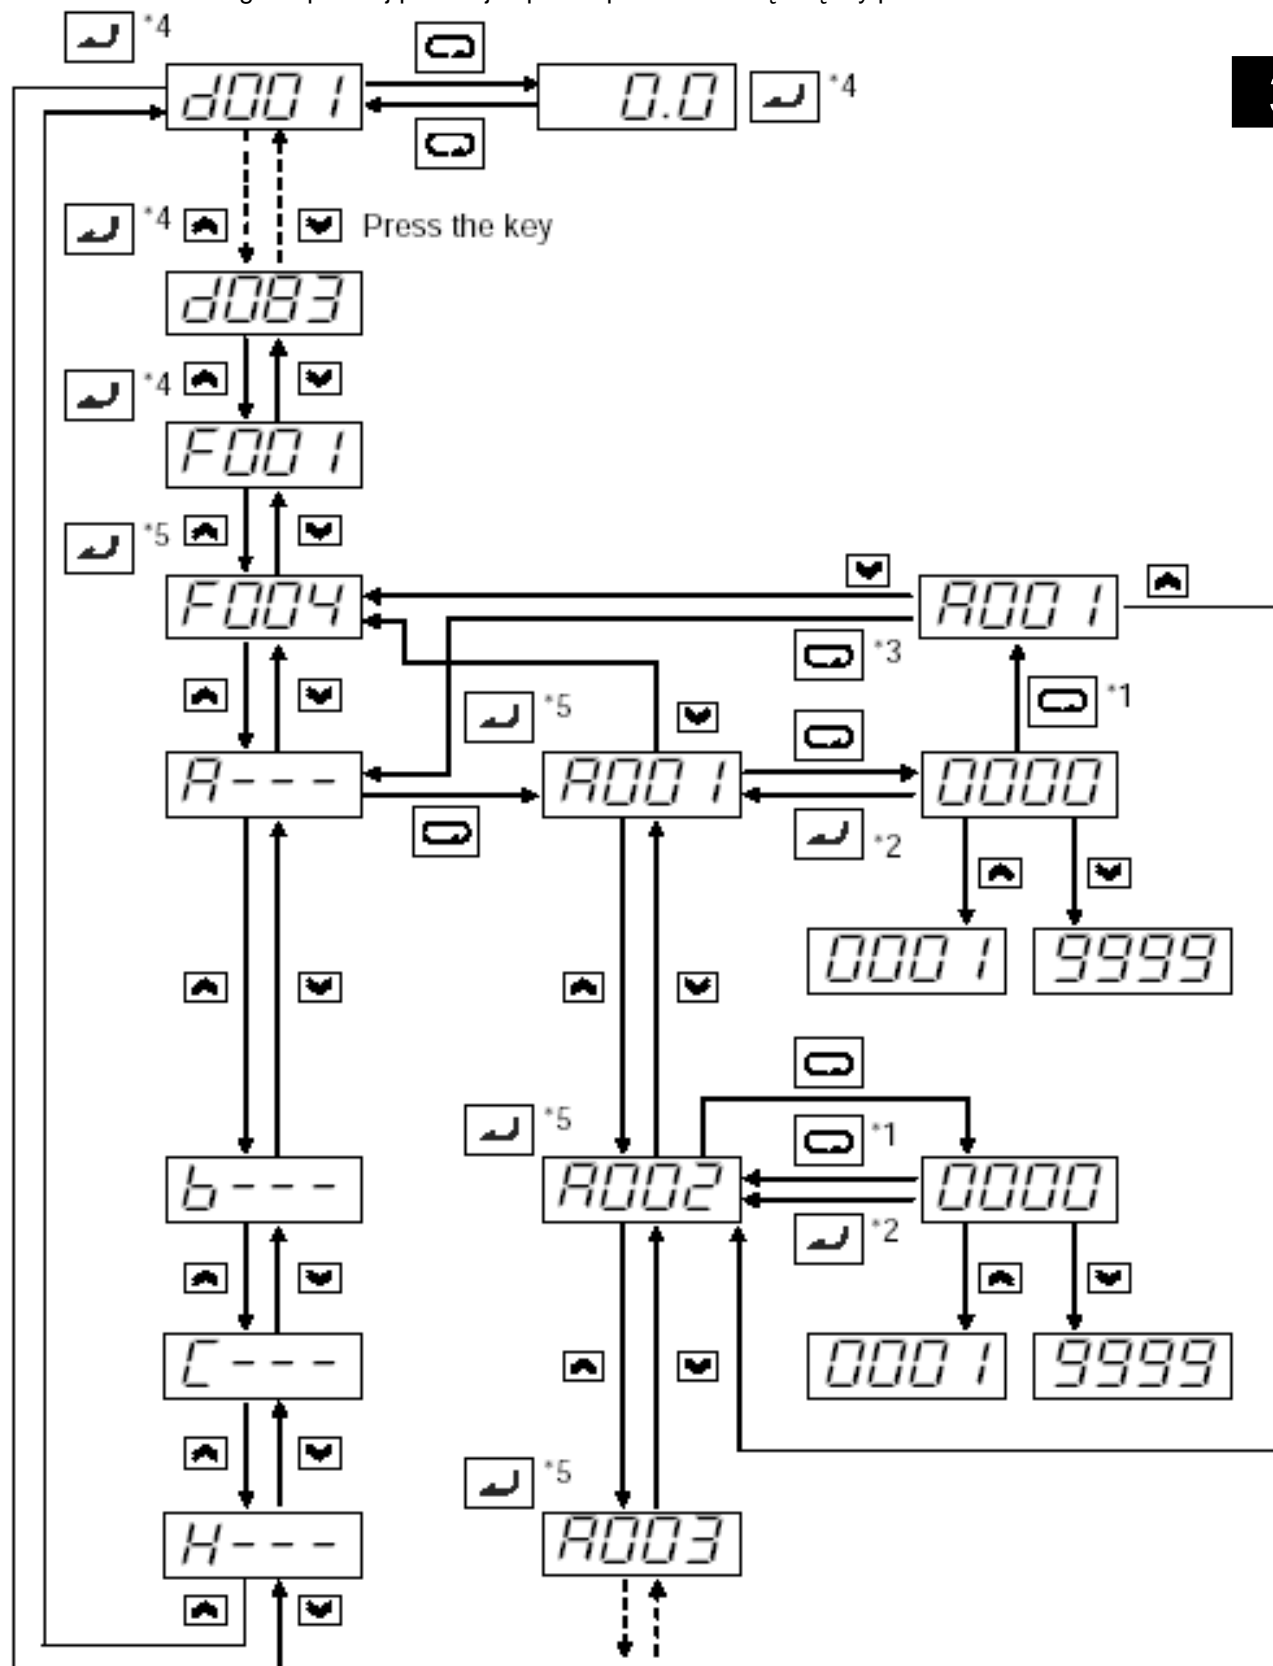 *4
d001
0.0
*4
*4
Press the key
d083
*4
F001
*5
F004
A001
*3
*1
*5
A---
A001
0000
*2
0001
9999
*5
*1
b---
A002
0000
*2
C---
0001
9999
*5
H---
A003